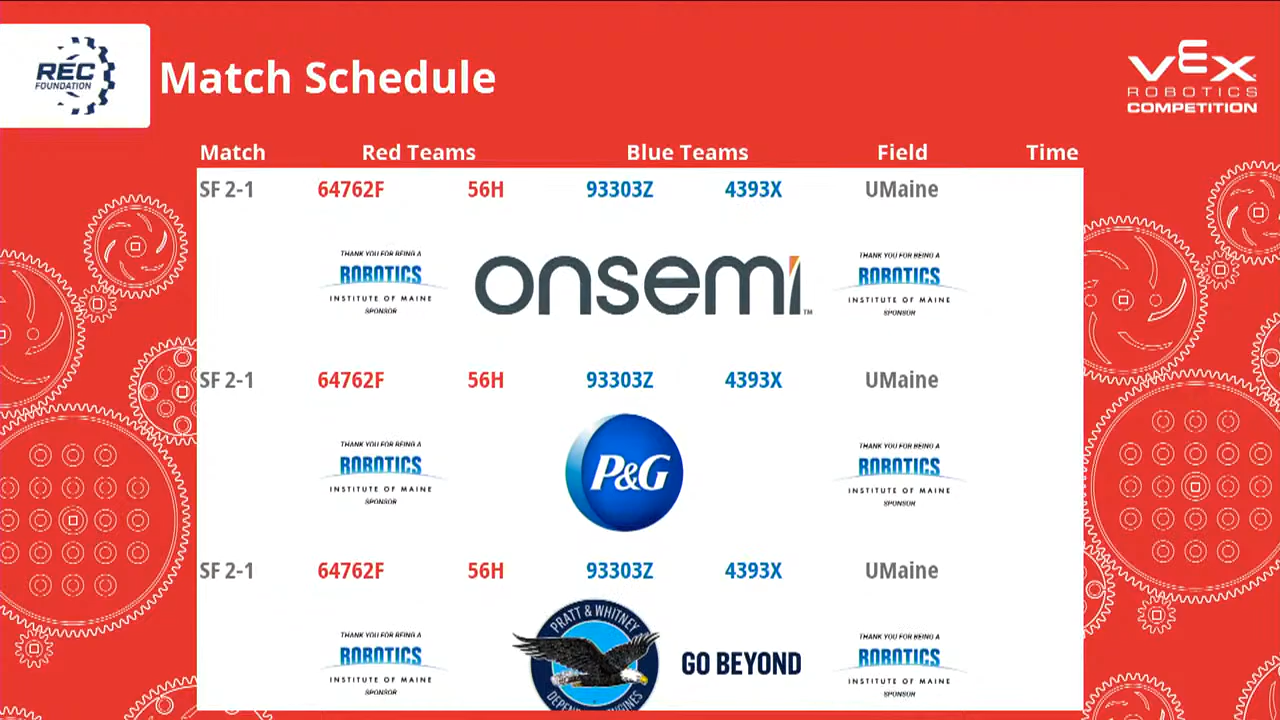 REC
FOUNDATION
Match Schedule
VEX
ROBOTICS
COMPETITION
Match Red Teams Blue Teams Field Time
SF 2-1 64762F 56H 93303Z 4393X UMaine
THANK YOU FOR BEING A
ROBOTICS
INSTITUTE OF MAINE
SPONSOR
onsemi™
THANK YOU FOR BEING A
ROBOTICS
INSTITUTE OF MAINE
SPONSOR
SF 2-1 64762F 56H 93303Z 4393X UMaine
THANK YOU FOR BEING A
ROBOTICS
INSTITUTE OF MAINE
SPONSOR
P&G
THANK YOU FOR BEING A
ROBOTICS
INSTITUTE OF MAINE
SPONSOR
SF 2-1 64762F 56H 93303Z 4393X UMaine
THANK YOU FOR BEING A
ROBOTICS
INSTITUTE OF MAINE
SPONSOR
PRATT & WHITNEY
GO BEYOND
THANK YOU FOR BEING A
ROBOTICS
INSTITUTE OF MAINE
SPONSOR